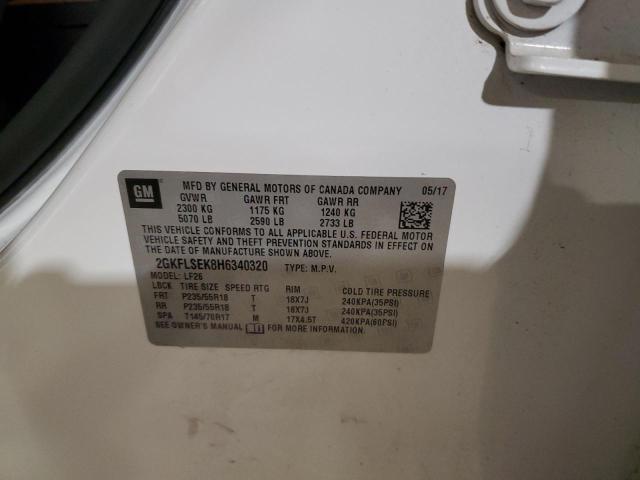 GM
MFD BY GENERAL MOTORS OF CANADA COMPANY 05/17
GVWR GAWR FRT GAWR RR
2300 KG 1175 KG 1240 KG
5070 LB 2590 LB 2733 LB
THIS VEHICLE CONFORMS TO ALL APPLICABLE U.S. FEDERAL MOTOR
VEHICLE SAFETY AND THEFT PREVENTION STANDARDS IN EFFECT ON
THE DATE OF MANUFACTURE SHOWN ABOVE.
2GKFLSEK8H6340320 TYPE: M.P.V.
MODEL: LF26
LBCK TIRE SIZE SPEED RTG RIM COLD TIRE PRESSURE
FRT P235/55R18 T 18X7J 240KPA(35PSI)
RR P235/55R18 T 18X7J 240KPA(35PSI)
SPA T145/70R17 M 17X4.5T 420KPA(60PSI)
SEE OWNER'S MANUAL FOR MORE INFORMATION